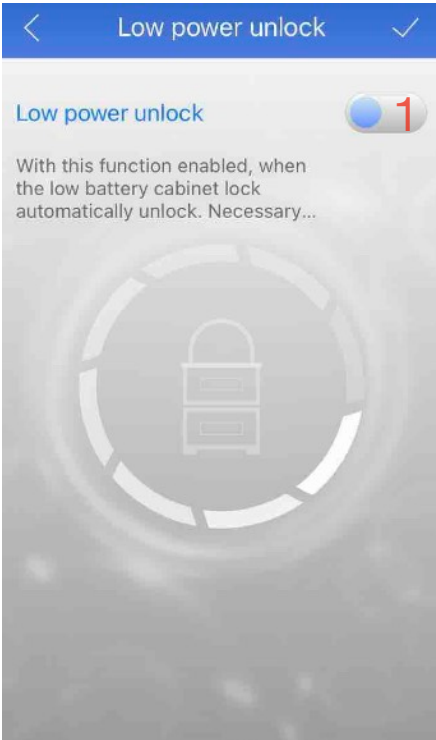 Low power unlock
Low power unlock
1
With this function enabled, when
the low battery cabinet lock
automatically unlock. Necessary...